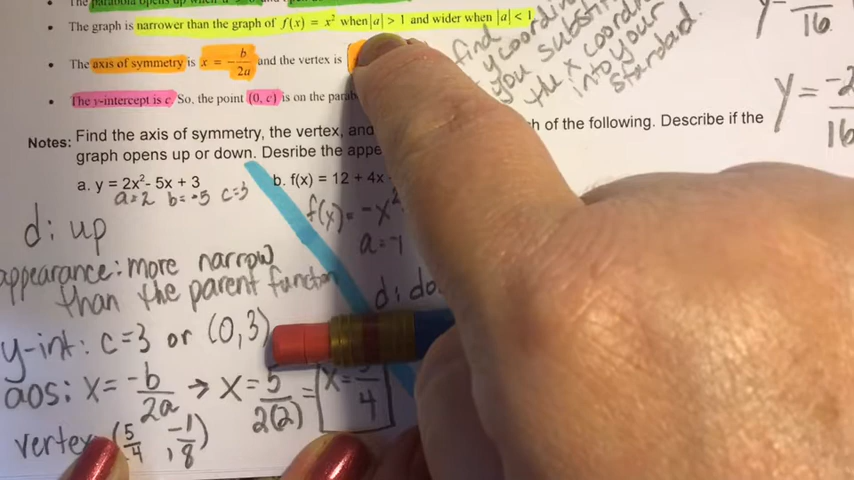 parabola opens up when
• The graph is narrower than the graph of f(x) = x² when |a| > 1 and wider when |a| < 1
• The axis of symmetry is x = -b/2a and the vertex is
• The y-intercept is c So, the point (0, c) is on the parab
find
y coordin
you substit
the x coordi
into your
standard.
y=
16
y = -2
16
Notes: Find the axis of symmetry, the vertex, and h of the following. Describe if the
graph opens up or down. Desribe the appe
a. y = 2x² - 5x + 3 b. f(x) = 12 + 4x
a=2 b=-5 c=3
f(x) = -x²
a=-1
d: up
d: do
appearance: more narrow
than the parent function
y-int: c=3 or (0,3)
aos: x = -b/2a → x = 5/2(2) = x = 5/4
vertex (5/4, -1/8)